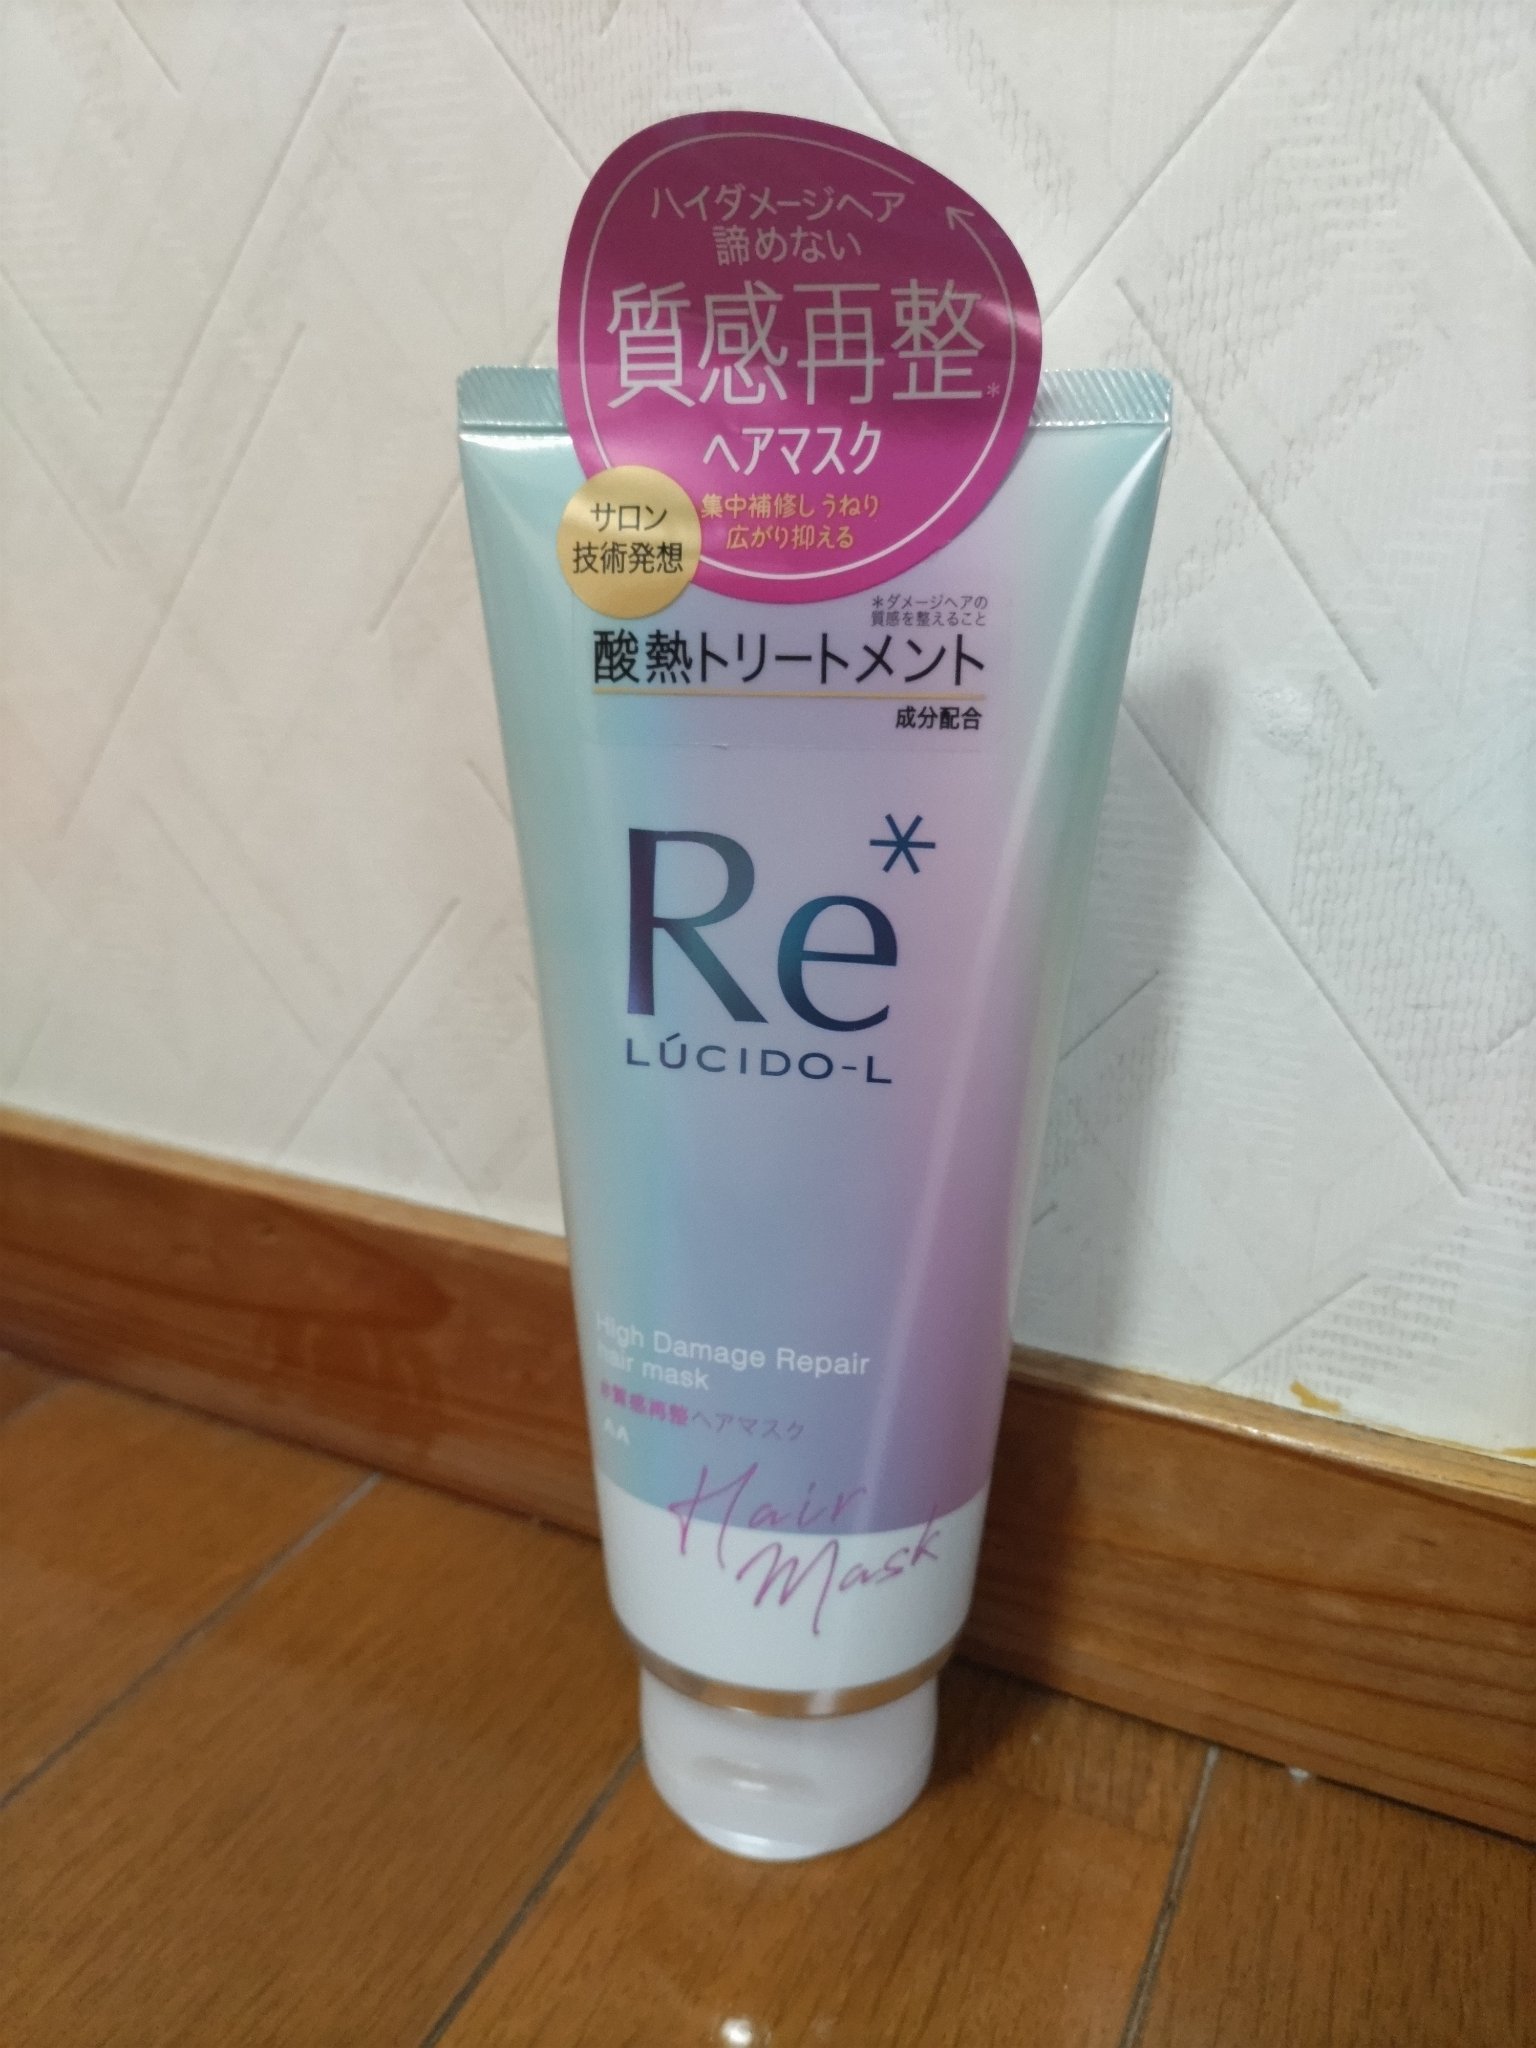 ハイダメージヘア
諦めない
質感再整*
ヘアマスク
集中補修し うねり
広がり抑える
サロン
技術発想
*ダメージヘアの
質感を整えること
酸熱トリートメント
成分配合
Re*
LÚCIDO-L
High Damage Repair
hair mask
#質感再整ヘアマスク
AA
Hair
Mask